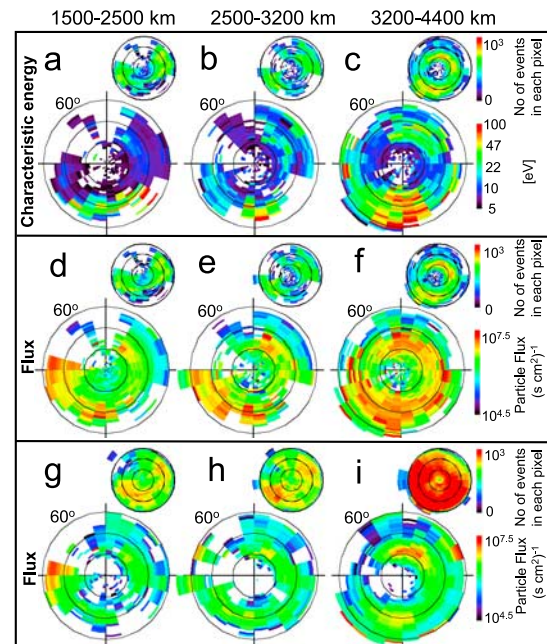 1500-2500 km 2500-3200 km 3200-4400 km
Characteristic energy
a b c
60° 60° 60°
10³
0
No of events
in each pixel
100
47
22
10
5
[eV]
Flux
d e f
60° 60° 60°
10³
0
No of events
in each pixel
10⁷·⁵
10⁴·⁵
Particle Flux
(s cm²)⁻¹
Flux
g h i
60° 60° 60°
10³
0
No of events
in each pixel
10⁷·⁵
10⁴·⁵
Particle Flux
(s cm²)⁻¹